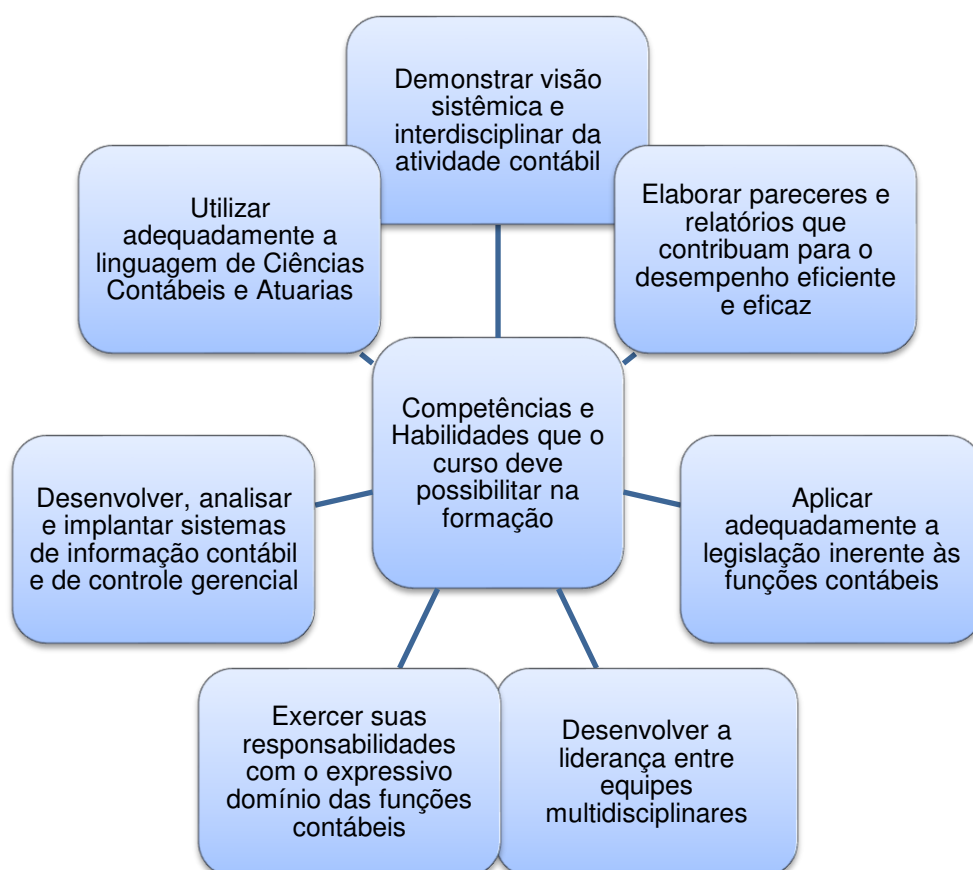 Demonstrar visão
sistêmica e
interdisciplinar da
atividade contábil
Elaborar pareceres e
relatórios que
contribuam para o
desempenho eficiente
e eficaz
Aplicar
adequadamente a
legislação inerente às
funções contábeis
Desenvolver a
liderança entre
equipes
multidisciplinares
Exercer suas
responsabilidades
com o expressivo
domínio das funções
contábeis
Desenvolver, analisar
e implantar sistemas
de informação contábil
e de controle gerencial
Utilizar
adequadamente a
linguagem de Ciências
Contábeis e Atuarias
Competências e
Habilidades que o
curso deve
possibilitar na
formação